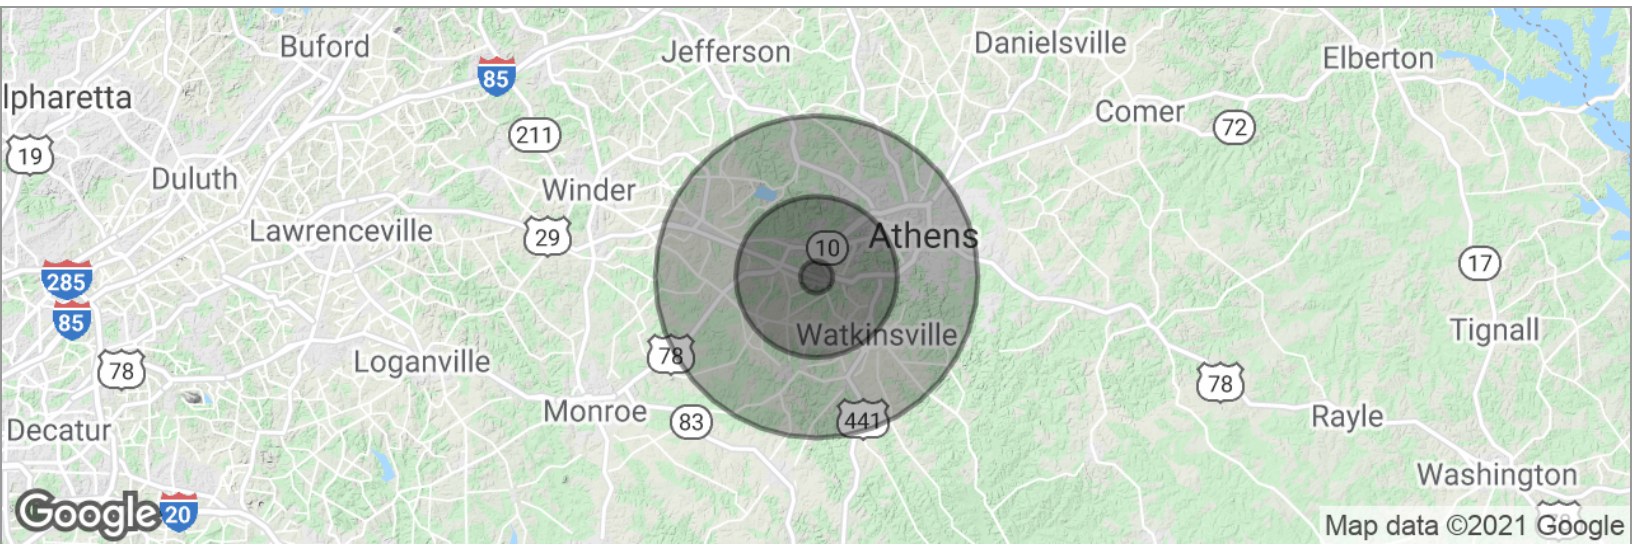 Buford
Jefferson
Danielsville
Elberton
85
lpharetta
Comer
72
211
19
Duluth
Winder
Lawrenceville
29
10
Athens
17
285
85
Watkinsville
Tignall
78
Loganville
78
78
Monroe
83
441
Rayle
Decatur
Washington
Google
20
Map data ©2021 Google